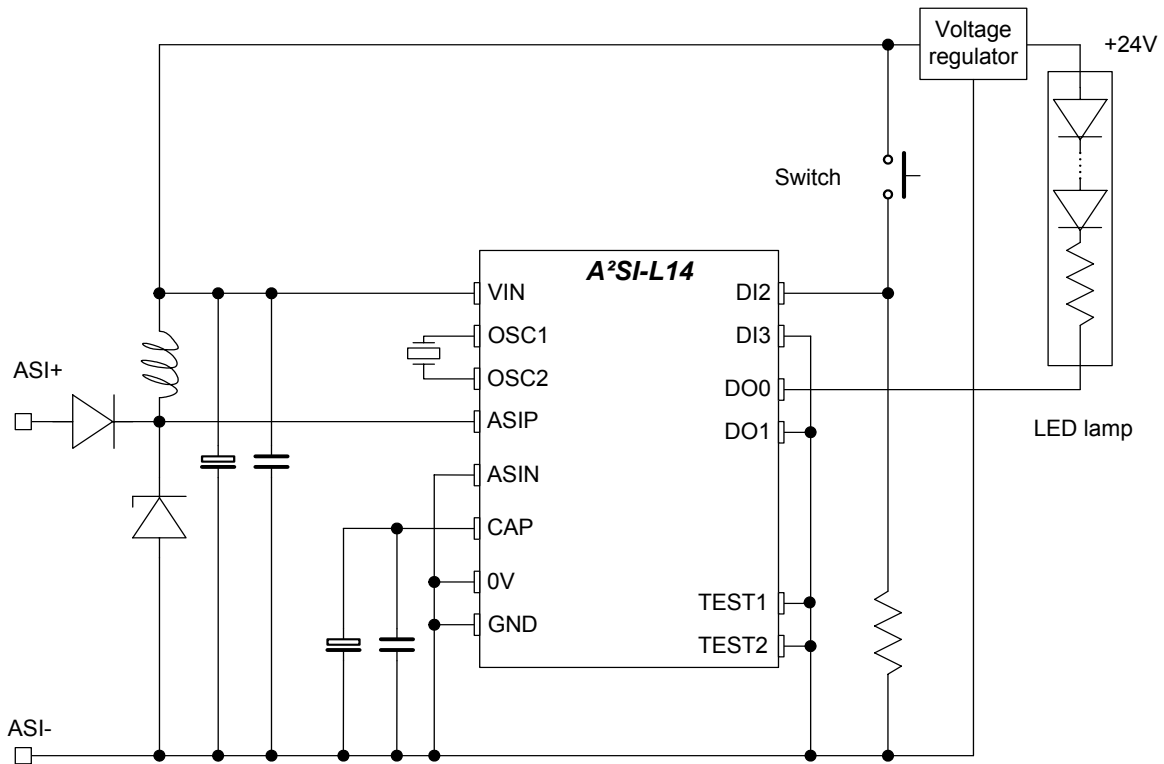 Voltage
regulator
+24V
Switch
A²SI-L14
VIN
DI2
OSC1
DI3
OSC2
DO0
ASI+
ASIP
DO1
LED lamp
ASIN
CAP
0V
TEST1
GND
TEST2
ASI-